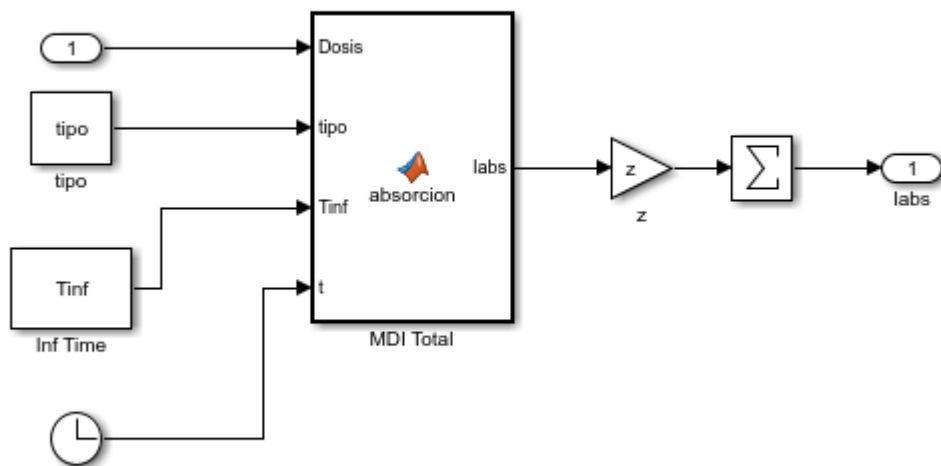 1
Dosis
tipo
tipo
tipo
Iabs
absorcion
z
z
Σ
1
Iabs
Tinf
Tinf
Inf Time
t
MDI Total